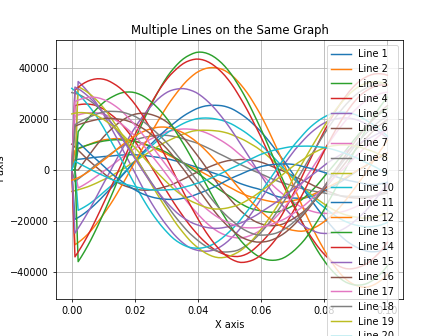 Multiple Lines on the Same Graph
40000
20000
0
−20000
−40000
0.00
0.02
0.04
0.06
0.08
X axis
Line 1
Line 2
Line 3
Line 4
Line 5
Line 6
Line 7
Line 8
Line 9
Line 10
Line 11
Line 12
Line 13
Line 14
Line 15
Line 16
Line 17
Line 18
Line 19
Line 20